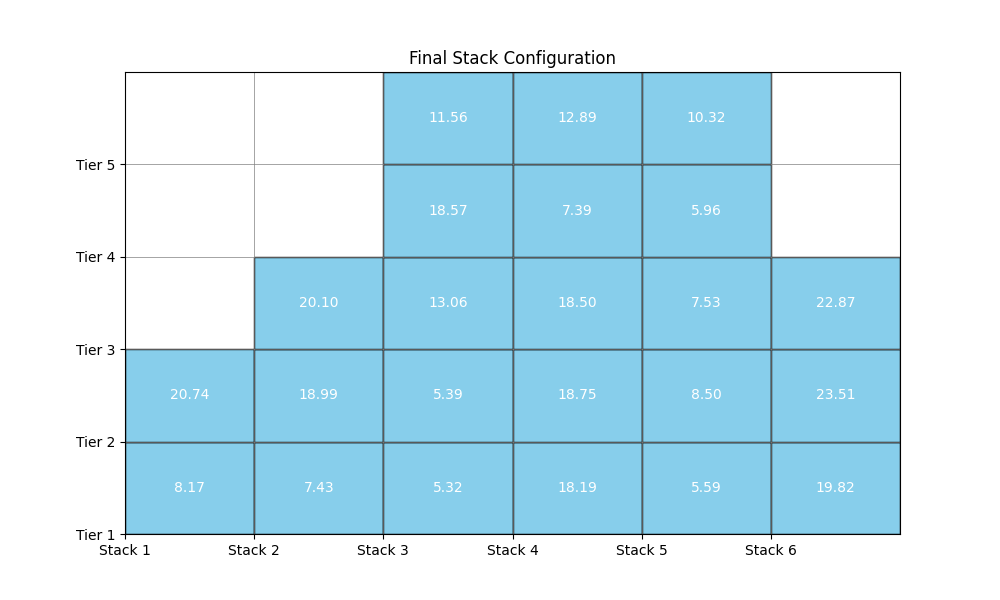 Final Stack Configuration
11.56 12.89 10.32
Tier 5
18.57 7.39 5.96
Tier 4
20.10 13.06 18.50 7.53 22.87
Tier 3
20.74 18.99 5.39 18.75 8.50 23.51
Tier 2
8.17 7.43 5.32 18.19 5.59 19.82
Tier 1
Stack 1 Stack 2 Stack 3 Stack 4 Stack 5 Stack 6